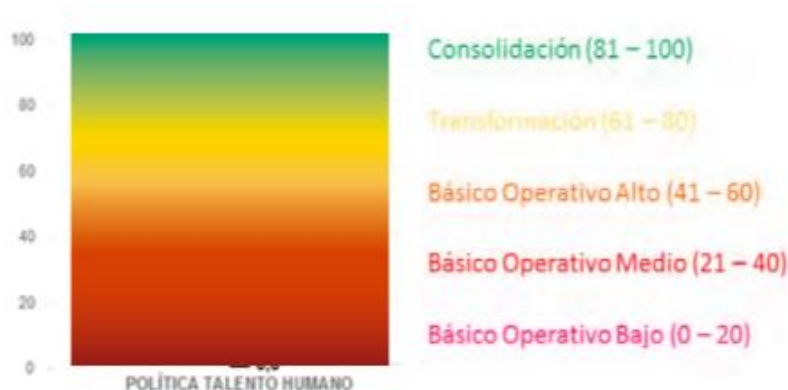 100
Consolidación (81 – 100)
80
Transformación (61 – 80)
60
Básico Operativo Alto (41 – 60)
40
Básico Operativo Medio (21 – 40)
20
Básico Operativo Bajo (0 – 20)
0
POLÍTICA TALENTO HUMANO